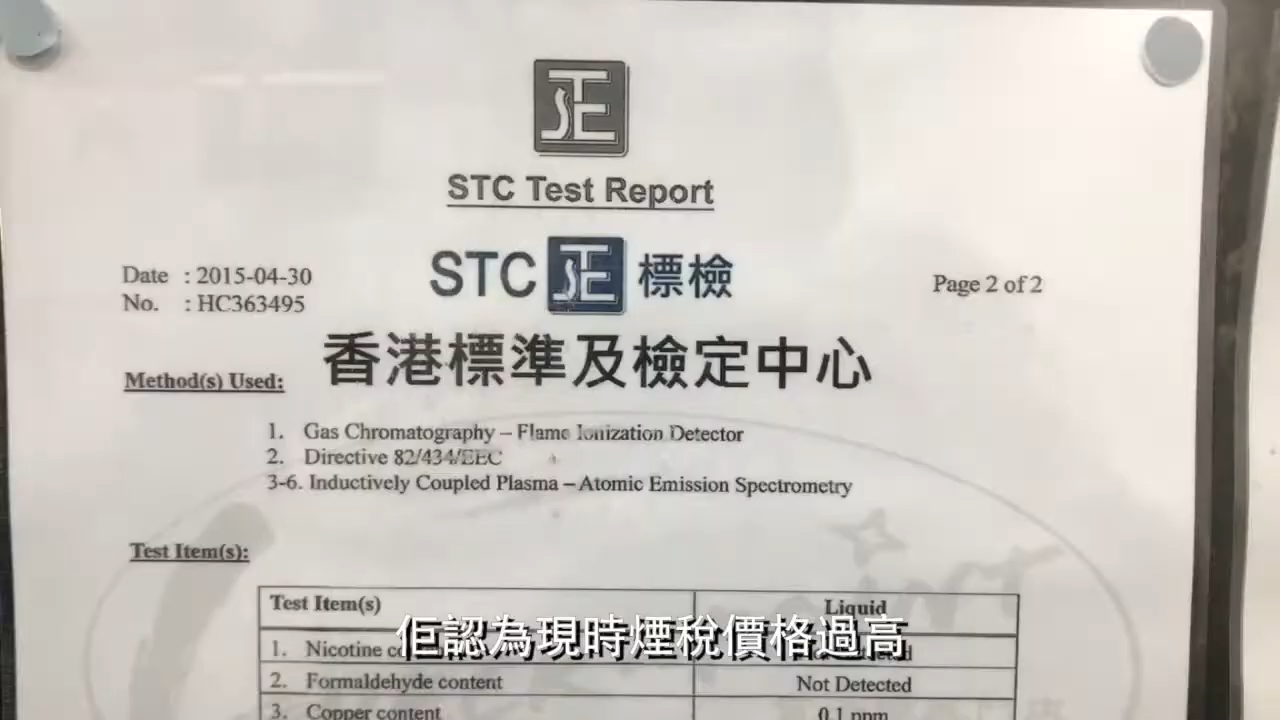 STC Test Report
STC 標檢
Date : 2015-04-30
Page 2 of 2
No. : HC363495
香港標準及檢定中心
Method(s) Used:
1. Gas Chromatography – Flame Ionization Detector
2. Directive 82/434/EEC
3-6. Inductively Coupled Plasma – Atomic Emission Spectrometry
Test Item(s):
Test Item(s) Liquid
佢認為現時煙稅價格過高
1. Nicotine
2. Formaldehyde content Not Detected
3. Copper content 0.1 ppm